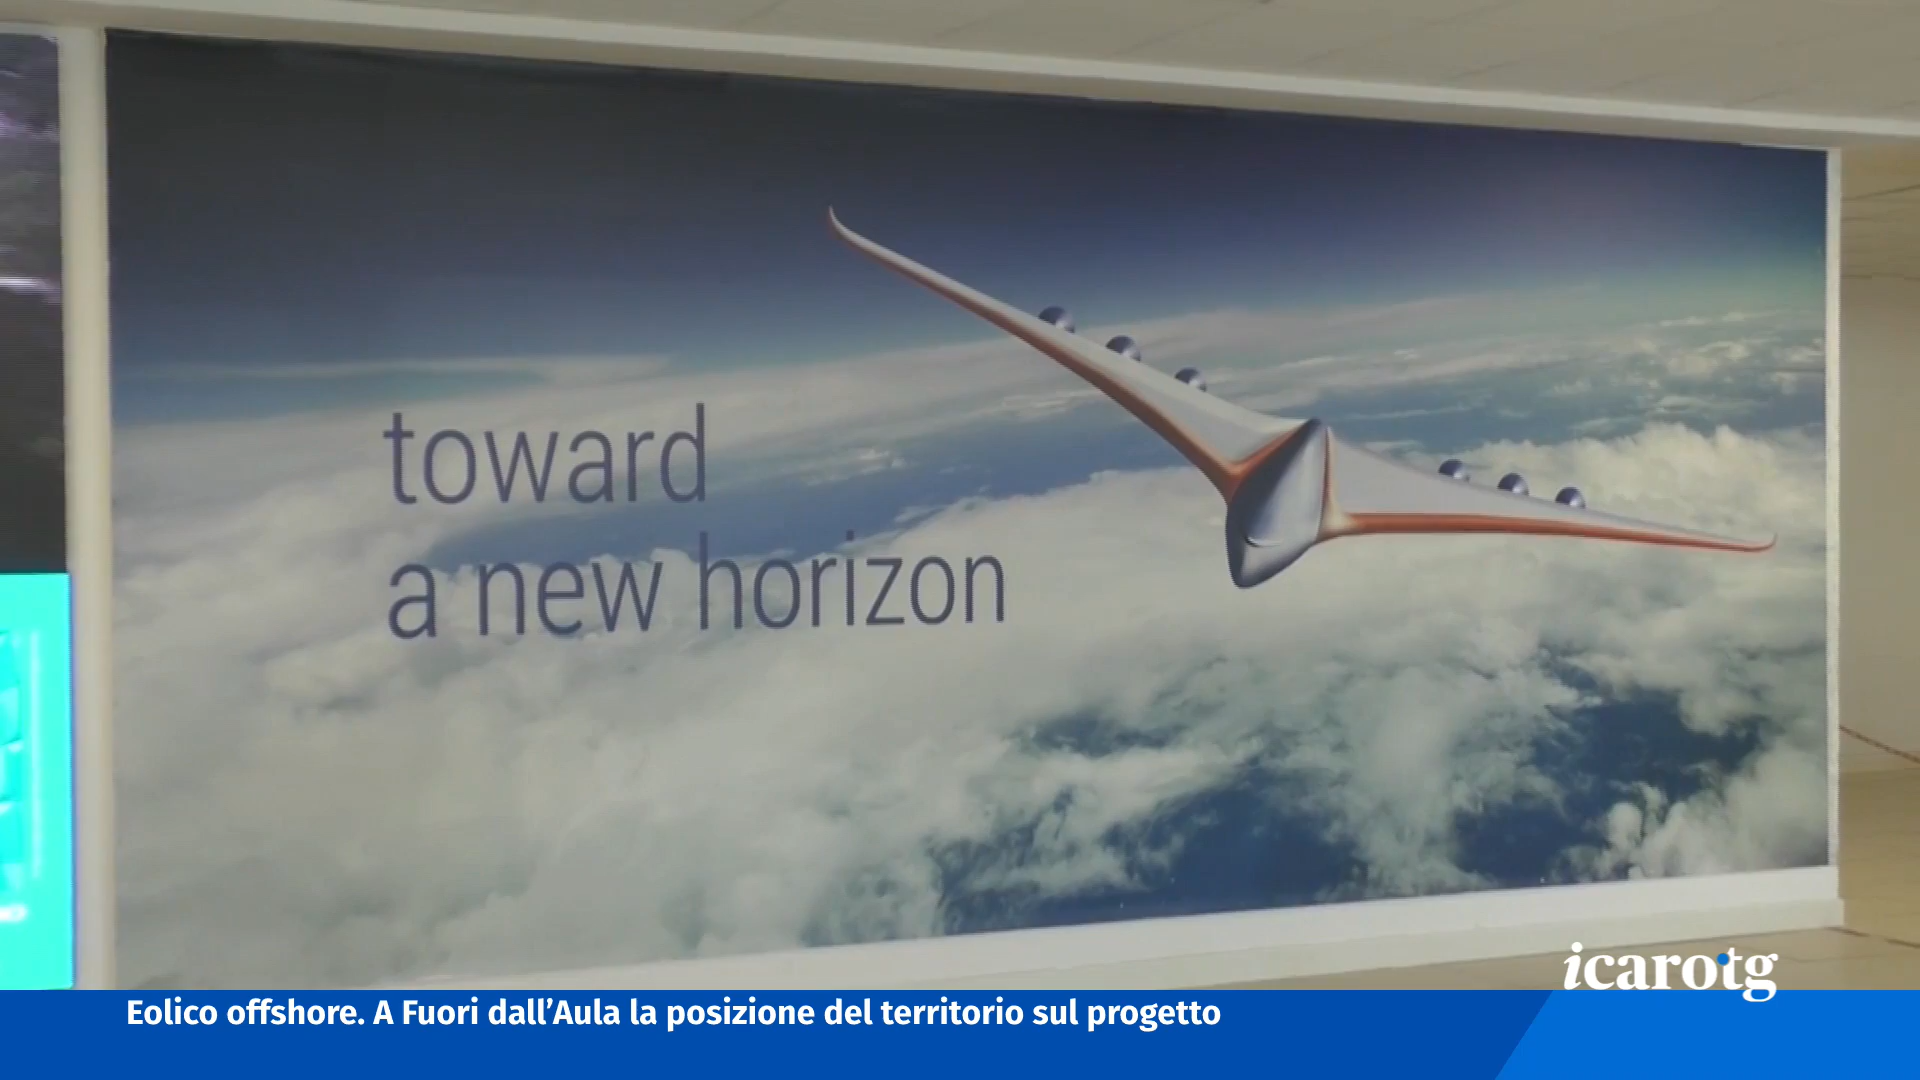 toward
a new horizon
icarotg
Eolico offshore. A Fuori dall'Aula la posizione del territorio sul progetto